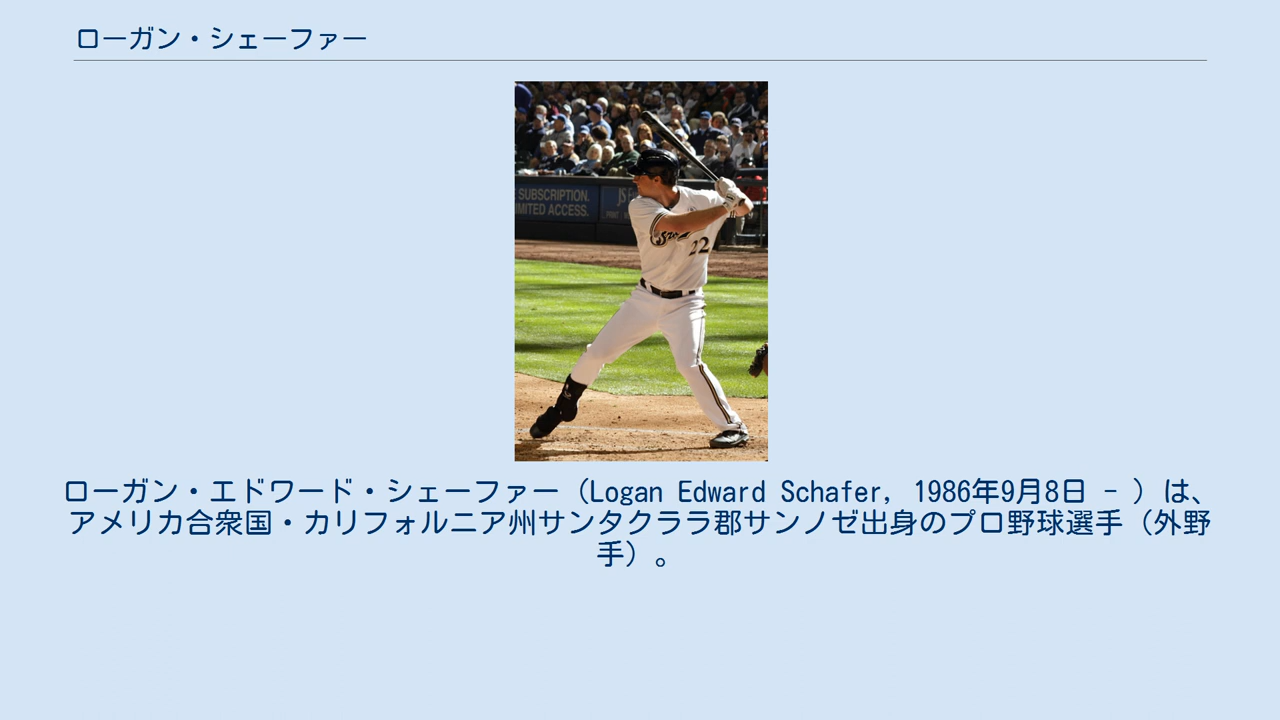 ローガン・シェーファー
SUBSCRIPTION.
LIMITED ACCESS.
22
ローガン・エドワード・シェーファー（Logan Edward Schafer, 1986年9月8日 - ）は、
アメリカ合衆国・カリフォルニア州サンタクララ郡サンノゼ出身のプロ野球選手（外野
手）。